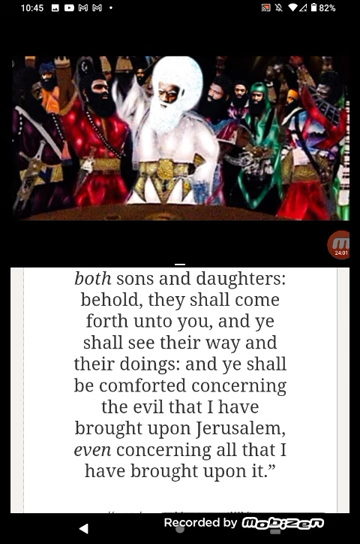 10:45
82%
24:01
both sons and daughters:
behold, they shall come
forth unto you, and ye
shall see their way and
their doings: and ye shall
be comforted concerning
the evil that I have
brought upon Jerusalem,
even concerning all that I
have brought upon it.”
Recorded by mobizen